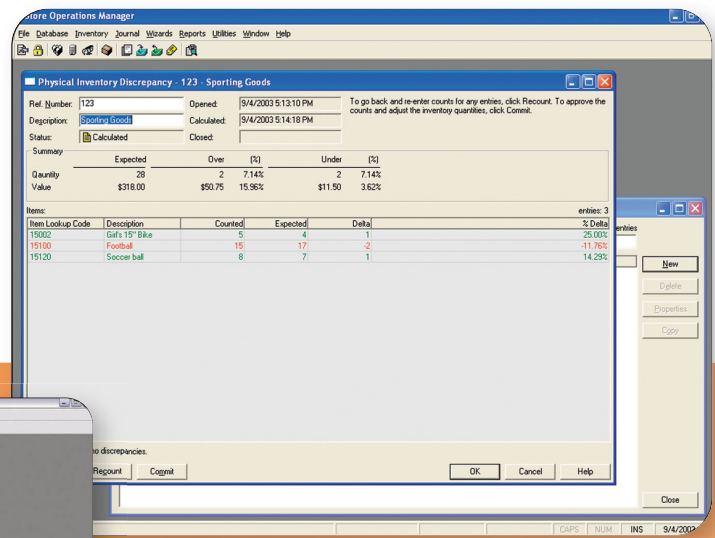 Store Operations Manager
File Database Inventory Journal Wizards Reports Utilities Window Help
Physical Inventory Discrepancy - 123 - Sporting Goods
Ref. Number: 123 Opened: 9/4/2003 5:13:10 PM To go back and re-enter counts for any entries, click Recount. To approve the
counts and adjust the inventory quantities, click Commit.
Description: Sporting Goods Calculated: 9/4/2003 5:14:18 PM
Status: Calculated Closed:
Summary
Expected Over (%) Under (%)
Qauntity 28 2 7.14% 2 7.14%
Value $318.00 $50.75 15.96% $11.50 3.62%
Items: entries: 3
Item Lookup Code Description Counted Expected Delta % Delta
15002 Girl's 15" Bike 5 4 1 25.00%
15100 Football 15 17 -2 -11.76%
15120 Soccer ball 8 7 1 14.29%
no discrepancies.
Recount Commit OK Cancel Help
entries
New
Delete
Properties
Copy
Close
CAPS NUM INS 9/4/2003